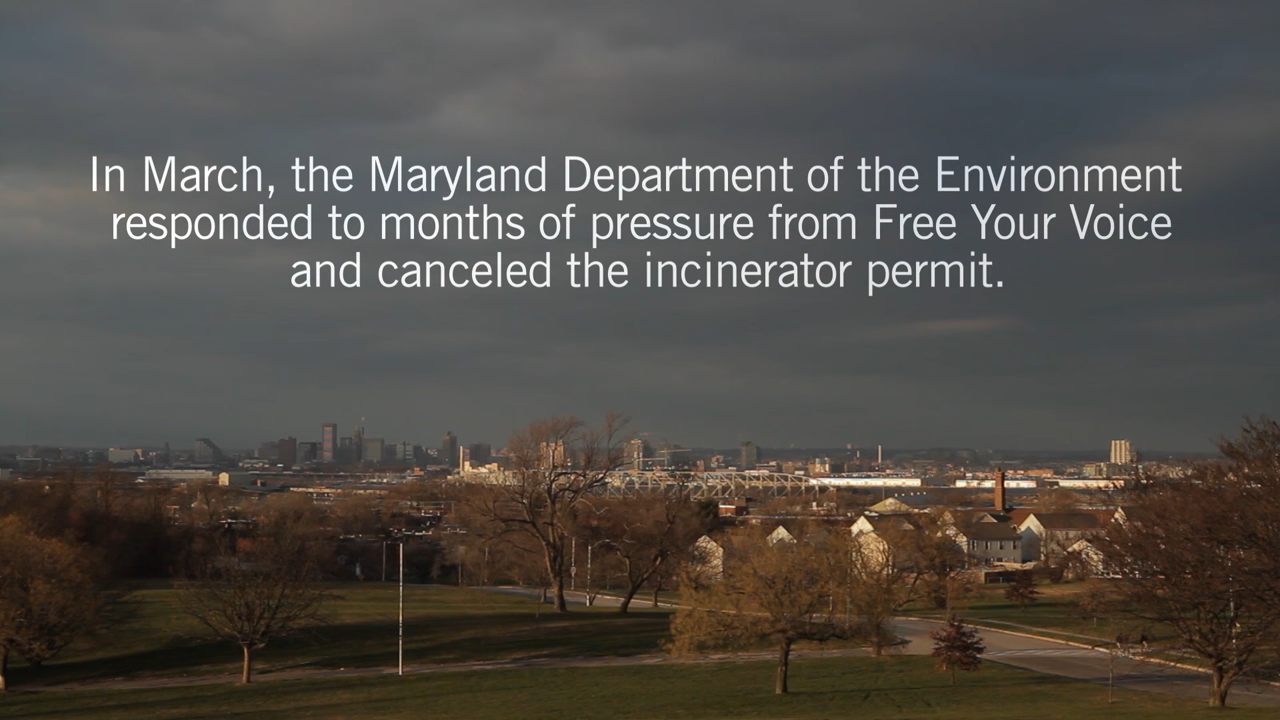 In March, the Maryland Department of the Environment
responded to months of pressure from Free Your Voice
and canceled the incinerator permit.